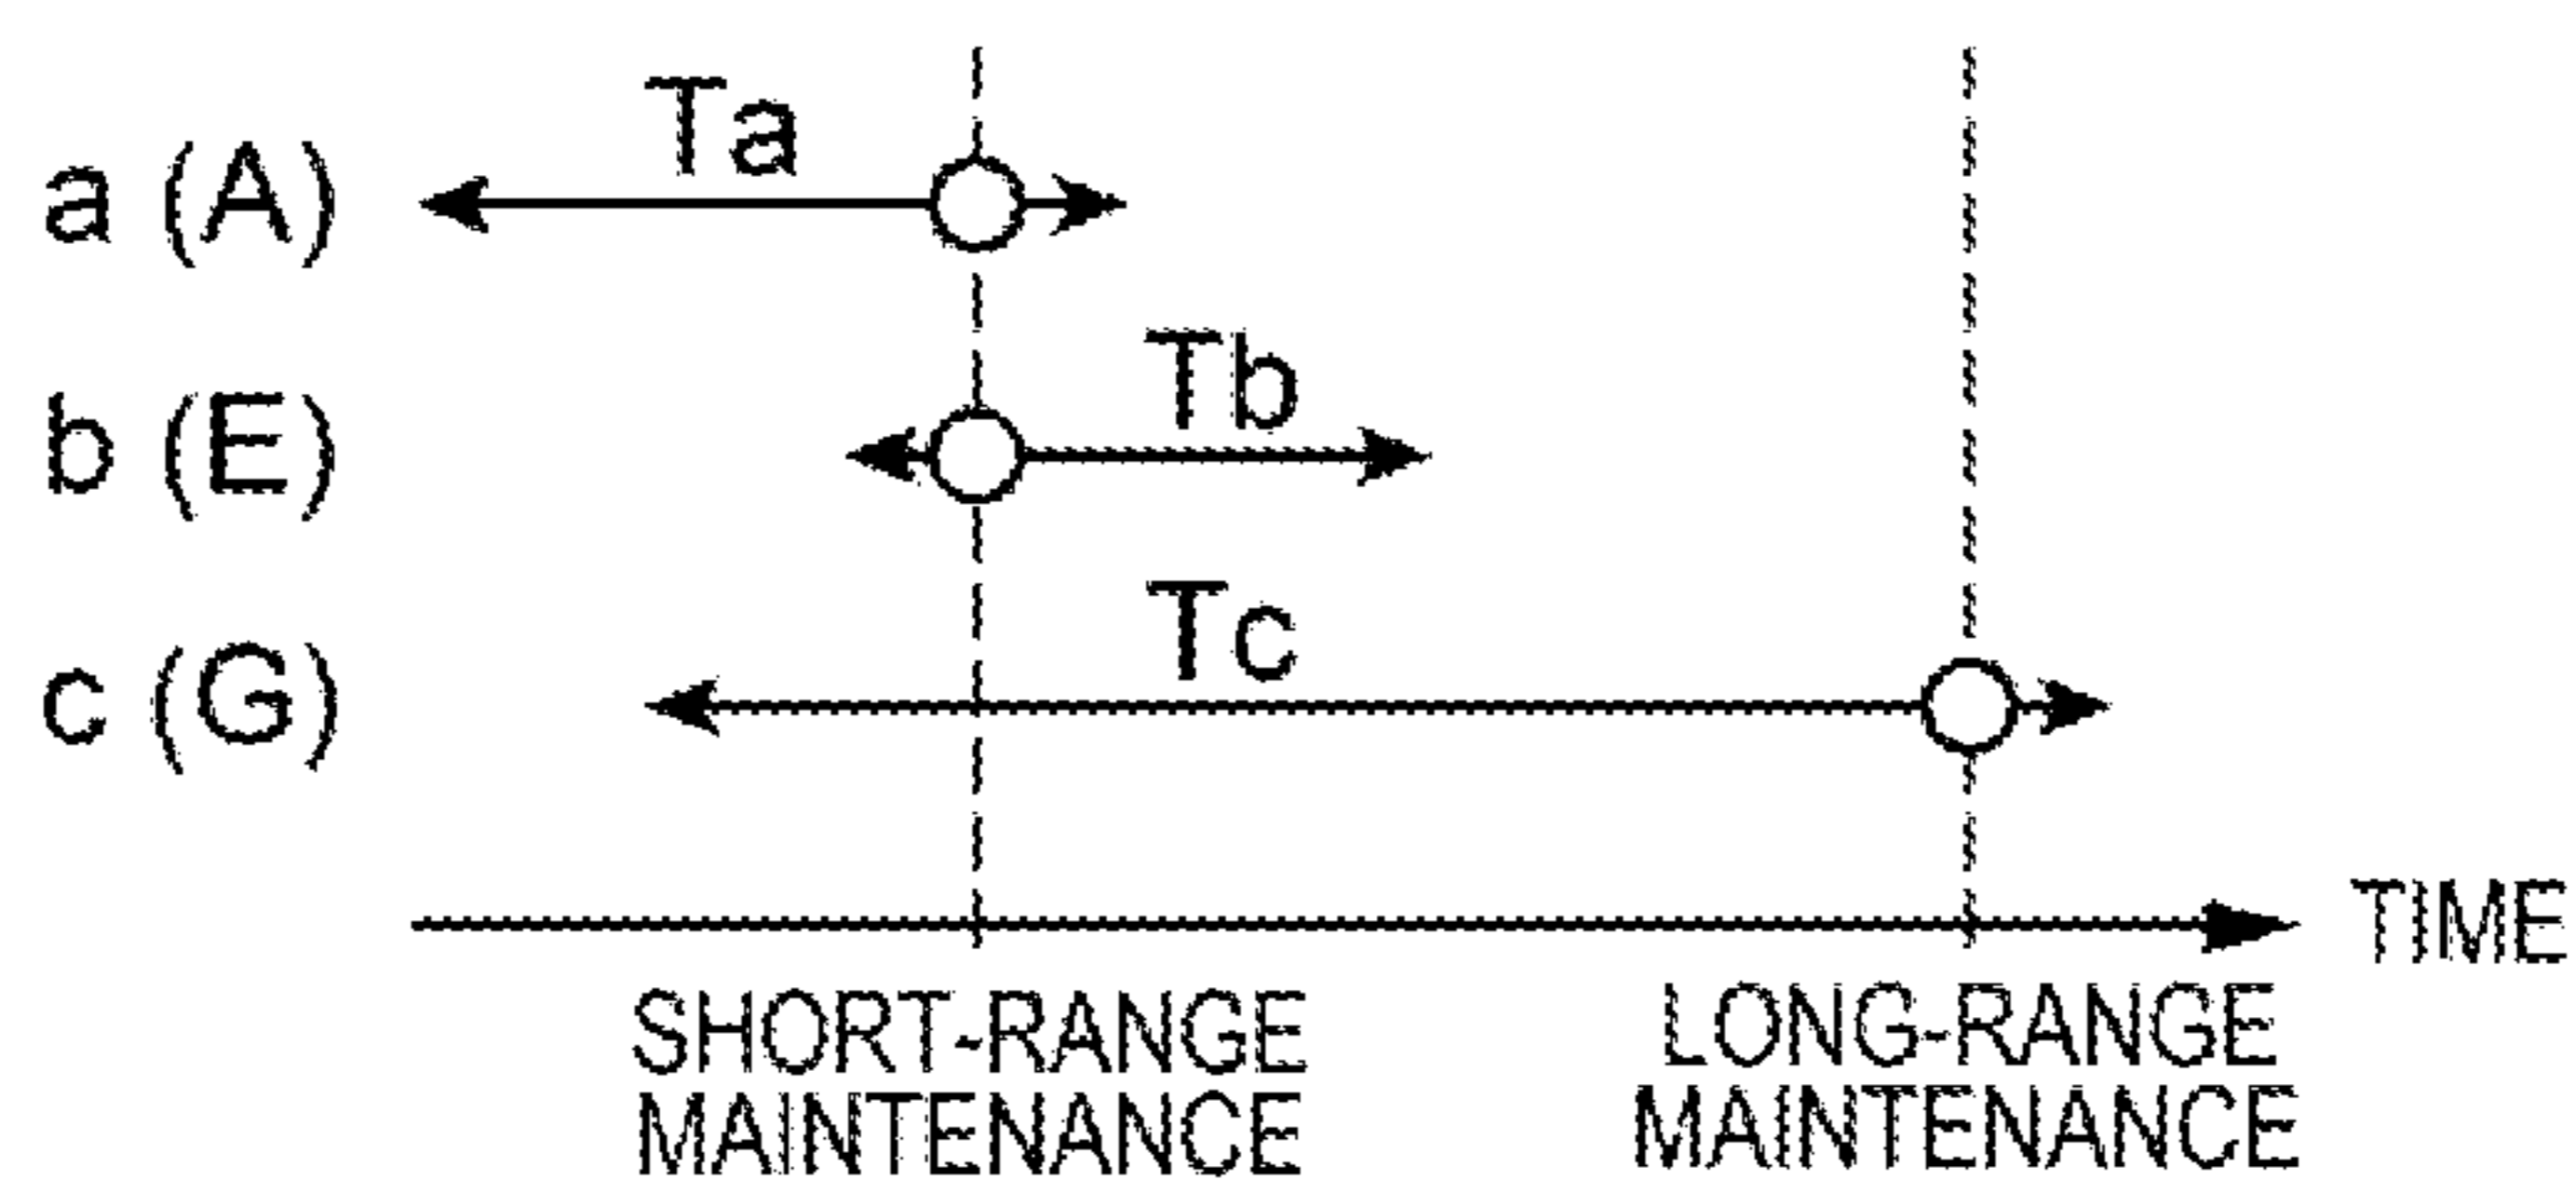 Ta
a (A)
Tb
b (E)
Tc
c (G)
TIME
SHORT-RANGE
MAINTENANCE
LONG-RANGE
MAINTENANCE